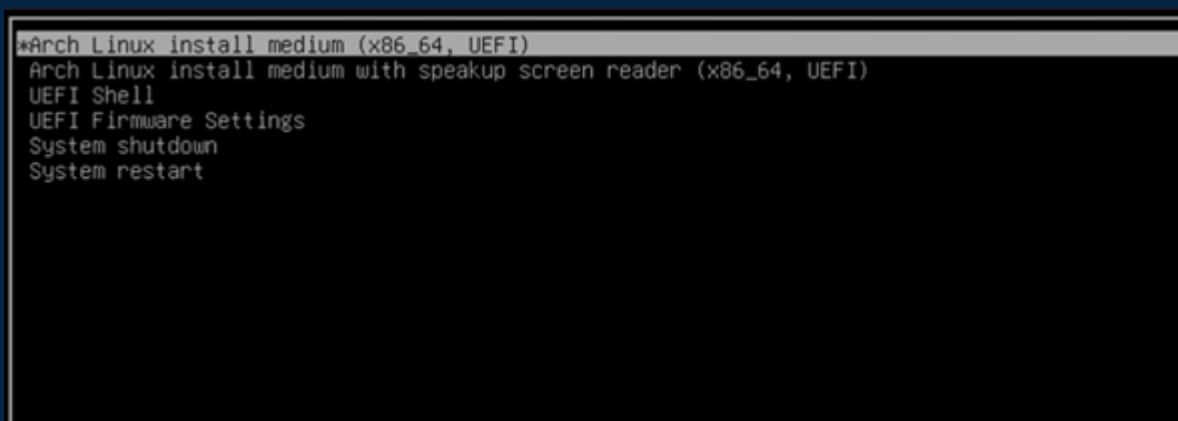 *Arch Linux install medium (x86_64, UEFI)
Arch Linux install medium with speakup screen reader (x86_64, UEFI)
UEFI Shell
UEFI Firmware Settings
System shutdown
System restart